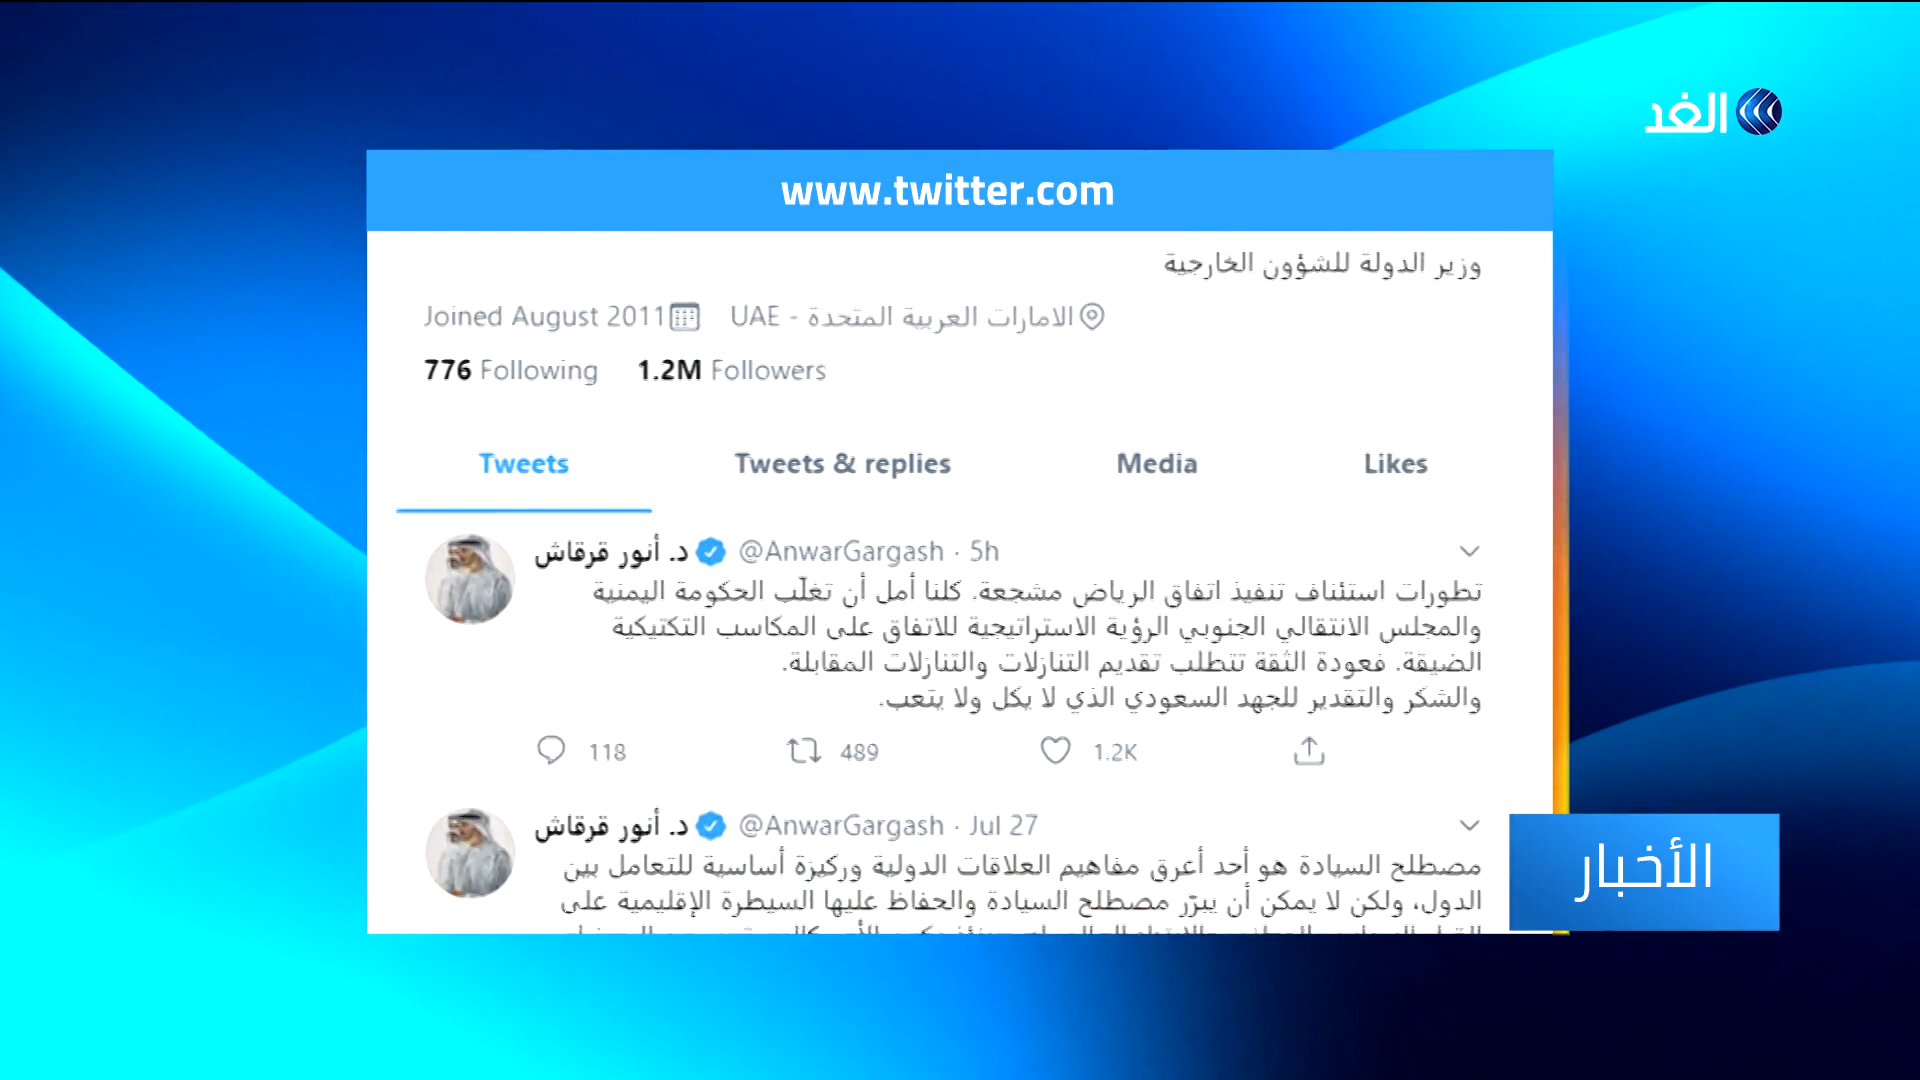 الغد
www.twitter.com
وزير الدولة للشؤون الخارجية
Joined August 2011 UAE - الامارات العربية المتحدة
776 Following 1.2M Followers
Tweets Tweets & replies Media Likes
د. أنور قرقاش @AnwarGargash · 5h
تطورات استئناف تنفيذ اتفاق الرياض مشجعة. كلنا أمل أن تغلّب الحكومة اليمنية
والمجلس الانتقالي الجنوبي الرؤية الاستراتيجية للاتفاق على المكاسب التكتيكية
الضيقة. فعودة الثقة تتطلب تقديم التنازلات والتنازلات المقابلة.
والشكر والتقدير للجهد السعودي الذي لا يكل ولا يتعب.
118 489 1.2K
د. أنور قرقاش @AnwarGargash · Jul 27
مصطلح السيادة هو أحد أعرق مفاهيم العلاقات الدولية وركيزة أساسية للتعامل بين
الدول، ولكن لا يمكن أن يبرّر مصطلح السيادة والحفاظ عليها السيطرة الإقليمية على
الأخبار